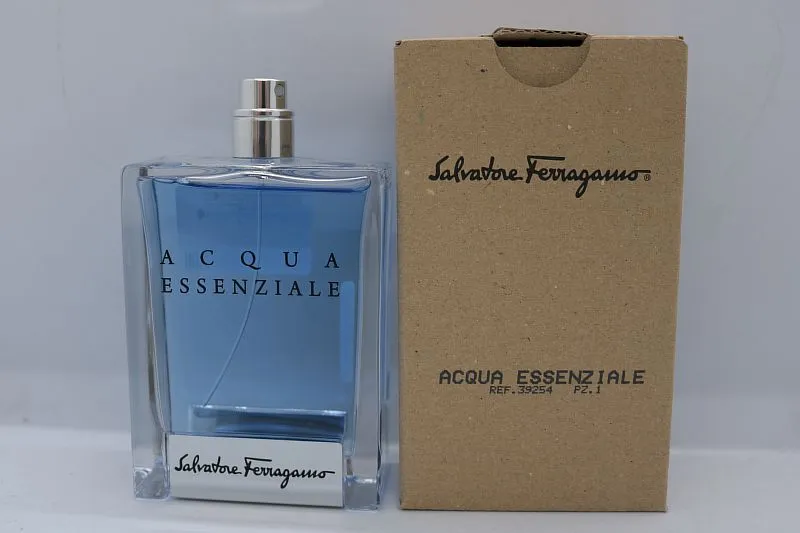 ACQUA
ESSENZIALE
Salvatore Ferragamo
Salvatore Ferragamo®
ACQUA ESSENZIALE
REF.39254 PZ.1